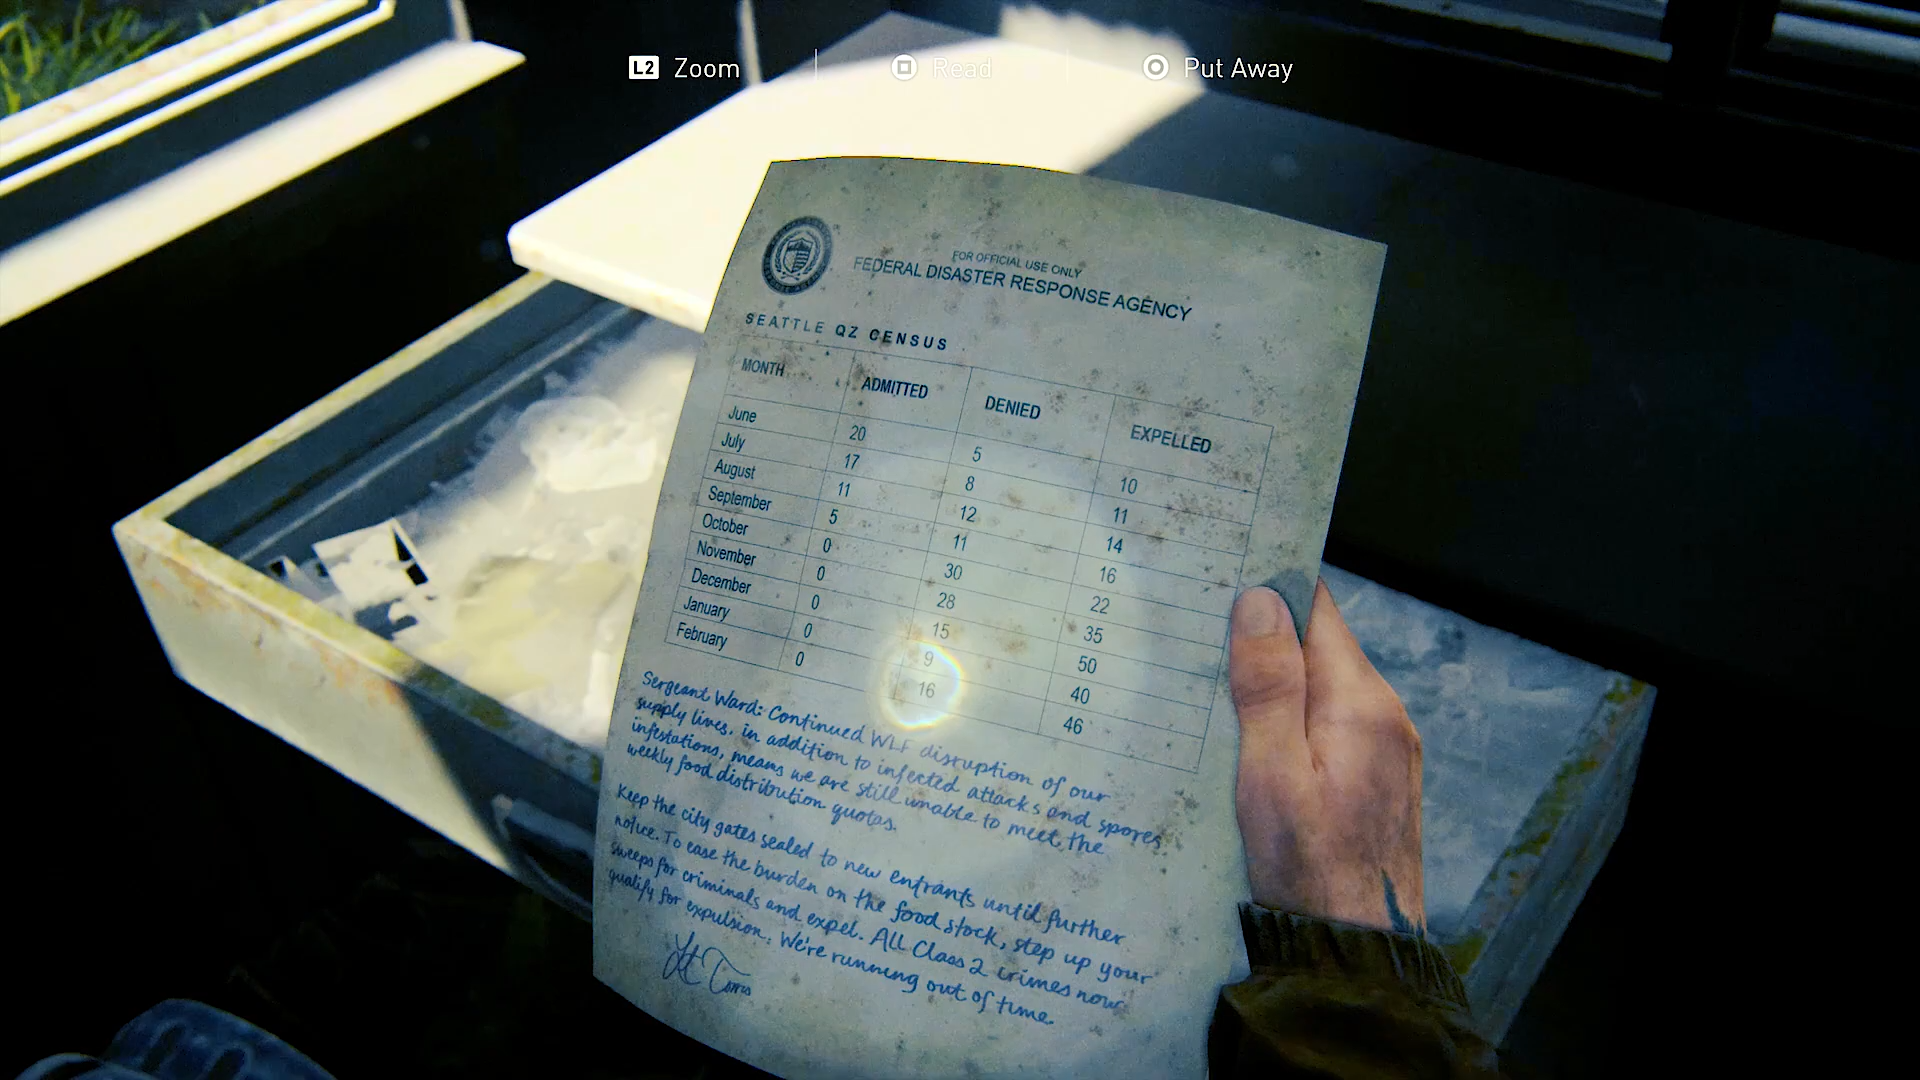 L2 Zoom Read Put Away
FOR OFFICIAL USE ONLY
FEDERAL DISASTER RESPONSE AGENCY
SEATTLE QZ CENSUS
MONTH ADMITTED DENIED EXPELLED
June 20 5 10
July 17 8 11
August 11 12 14
September 5 11 16
October 0 30 22
November 0 28 35
December 0 15 50
January 0 9 40
February 0 16 46
Sergeant Ward: Continued WLF disruption of our
supply lives, in addition to infected attacks and spores
infestations, means we are still unable to meet the
weekly food distribution quotas.
Keep the city gates sealed to new entrants until further
notice. To ease the burden on the food stock, step up your
sweeps for criminals and expel. All Class 2 crimes now
qualify for expulsion. We're running out of time.
Lt Torres